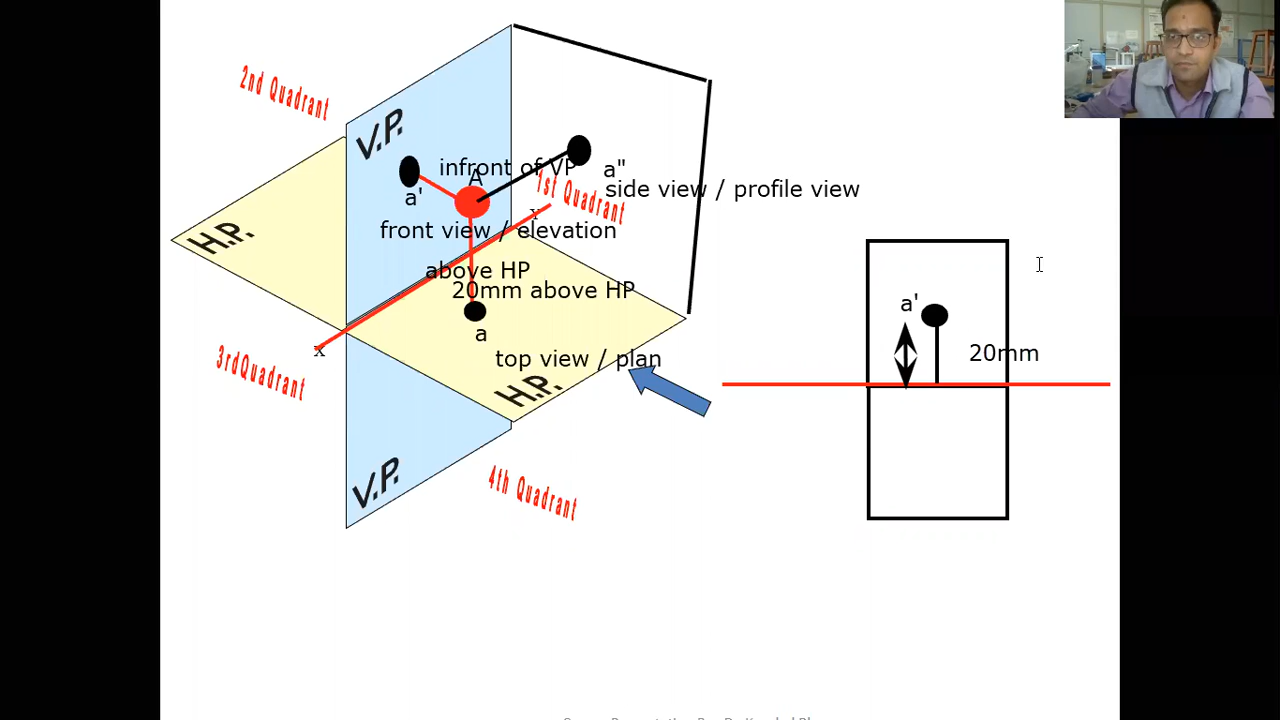 2nd Quadrant
V.P.
infront of VP
A
a"
a'
1st Quadrant
side view / profile view
x
H.P.
front view / elevation
above HP
20mm above HP
a'
a
20mm
x
3rdQuadrant
top view / plan
H.P.
V.P.
4th Quadrant